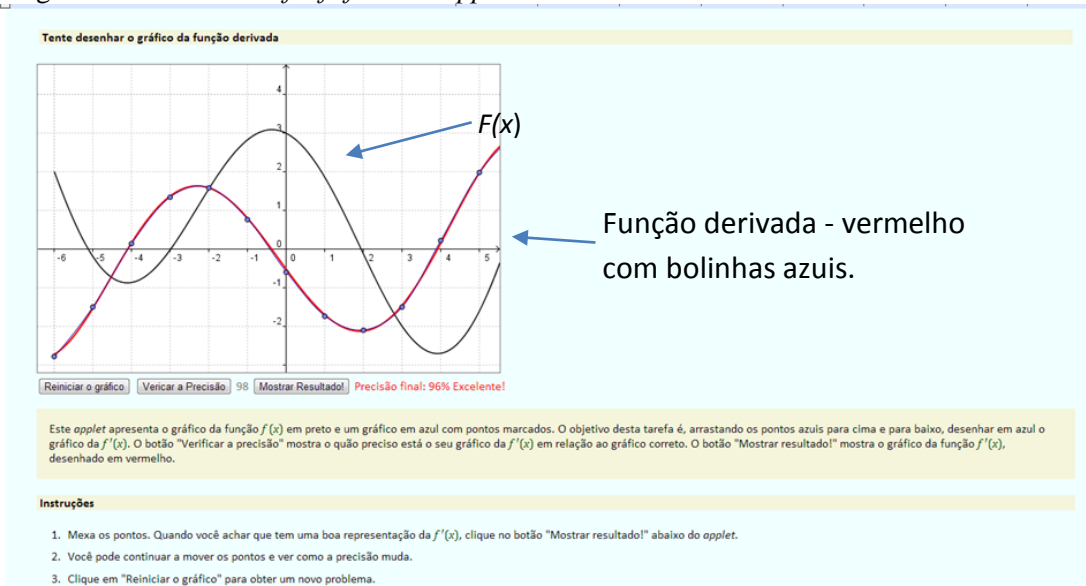 Tente desenhar o gráfico da função derivada
4
3
2
1
0
-1
-2
-6 -5 -4 -3 -2 -1 0 1 2 3 4 5
F(x)
Função derivada - vermelho
com bolinhas azuis.
Reiniciar o gráfico Vericar a Precisão 98 Mostrar Resultado! Precisão final: 96% Excelente!
Este applet apresenta o gráfico da função f (x) em preto e um gráfico em azul com pontos marcados. O objetivo desta tarefa é, arrastando os pontos azuis para cima e para baixo, desenhar em azul o
gráfico da f '(x). O botão "Verificar a precisão" mostra o quão preciso está o seu gráfico da f '(x) em relação ao gráfico correto. O botão "Mostrar resultado!" mostra o gráfico da função f '(x),
desenhado em vermelho.
Instruções
1. Mexa os pontos. Quando você achar que tem uma boa representação da f '(x), clique no botão "Mostrar resultado!" abaixo do applet.
2. Você pode continuar a mover os pontos e ver como a precisão muda.
3. Clique em "Reiniciar o gráfico" para obter um novo problema.